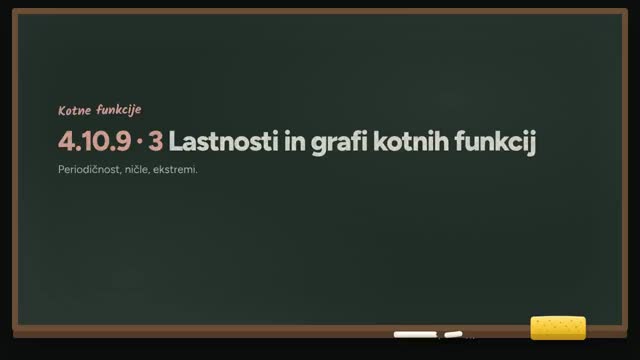 Kotne funkcije
4.10.9 · 3 Lastnosti in grafi kotnih funkcij
Periodičnost, ničle, ekstremi.